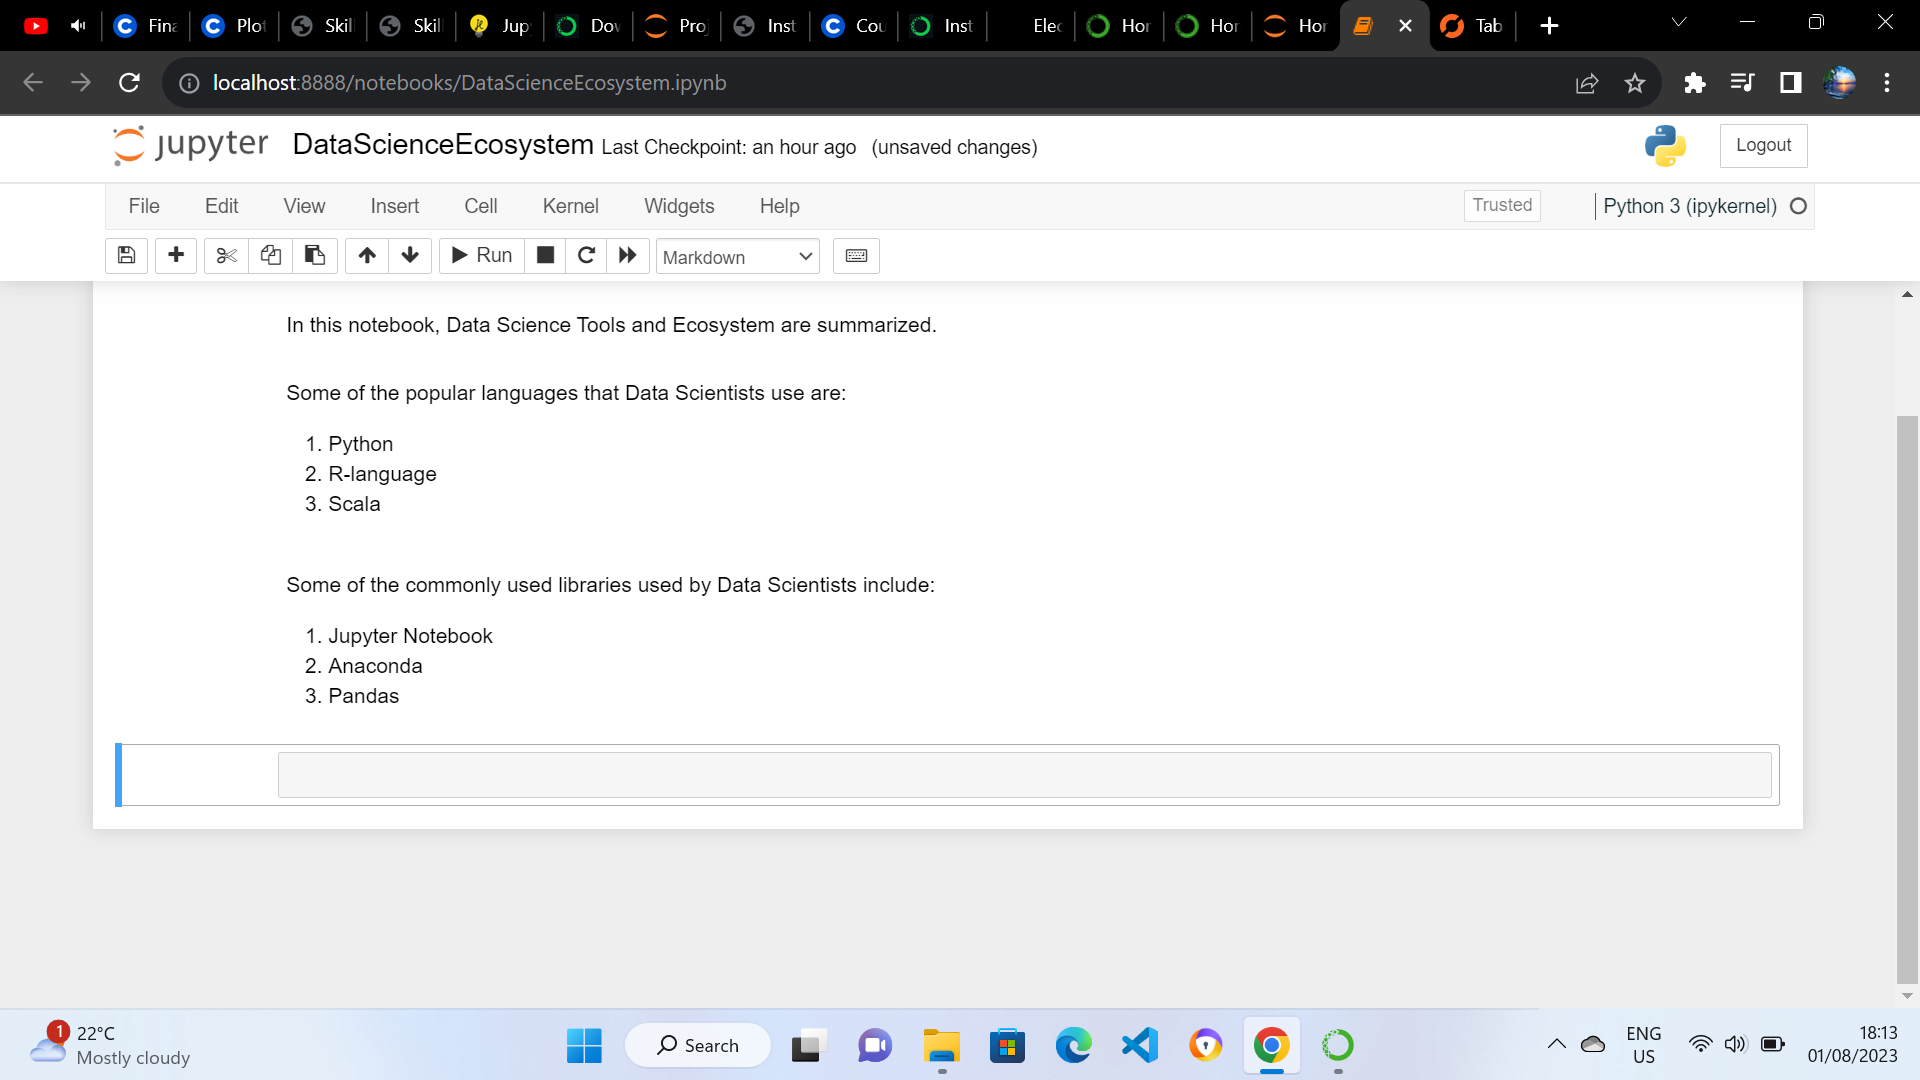 Fina
Plot
Skil
Skil
Jup
Dov
Proj
Inst
Cou
Inst
Elec
Hor
Hor
Hor
Tab
localhost:8888/notebooks/DataScienceEcosystem.ipynb
jupyter DataScienceEcosystem Last Checkpoint: an hour ago (unsaved changes)
Logout
File Edit View Insert Cell Kernel Widgets Help
Trusted
Python 3 (ipykernel)
Run
Markdown
In this notebook, Data Science Tools and Ecosystem are summarized.
Some of the popular languages that Data Scientists use are:
1. Python
2. R-language
3. Scala
Some of the commonly used libraries used by Data Scientists include:
1. Jupyter Notebook
2. Anaconda
3. Pandas
1
22°C
Mostly cloudy
Search
ENG
US
18:13
01/08/2023